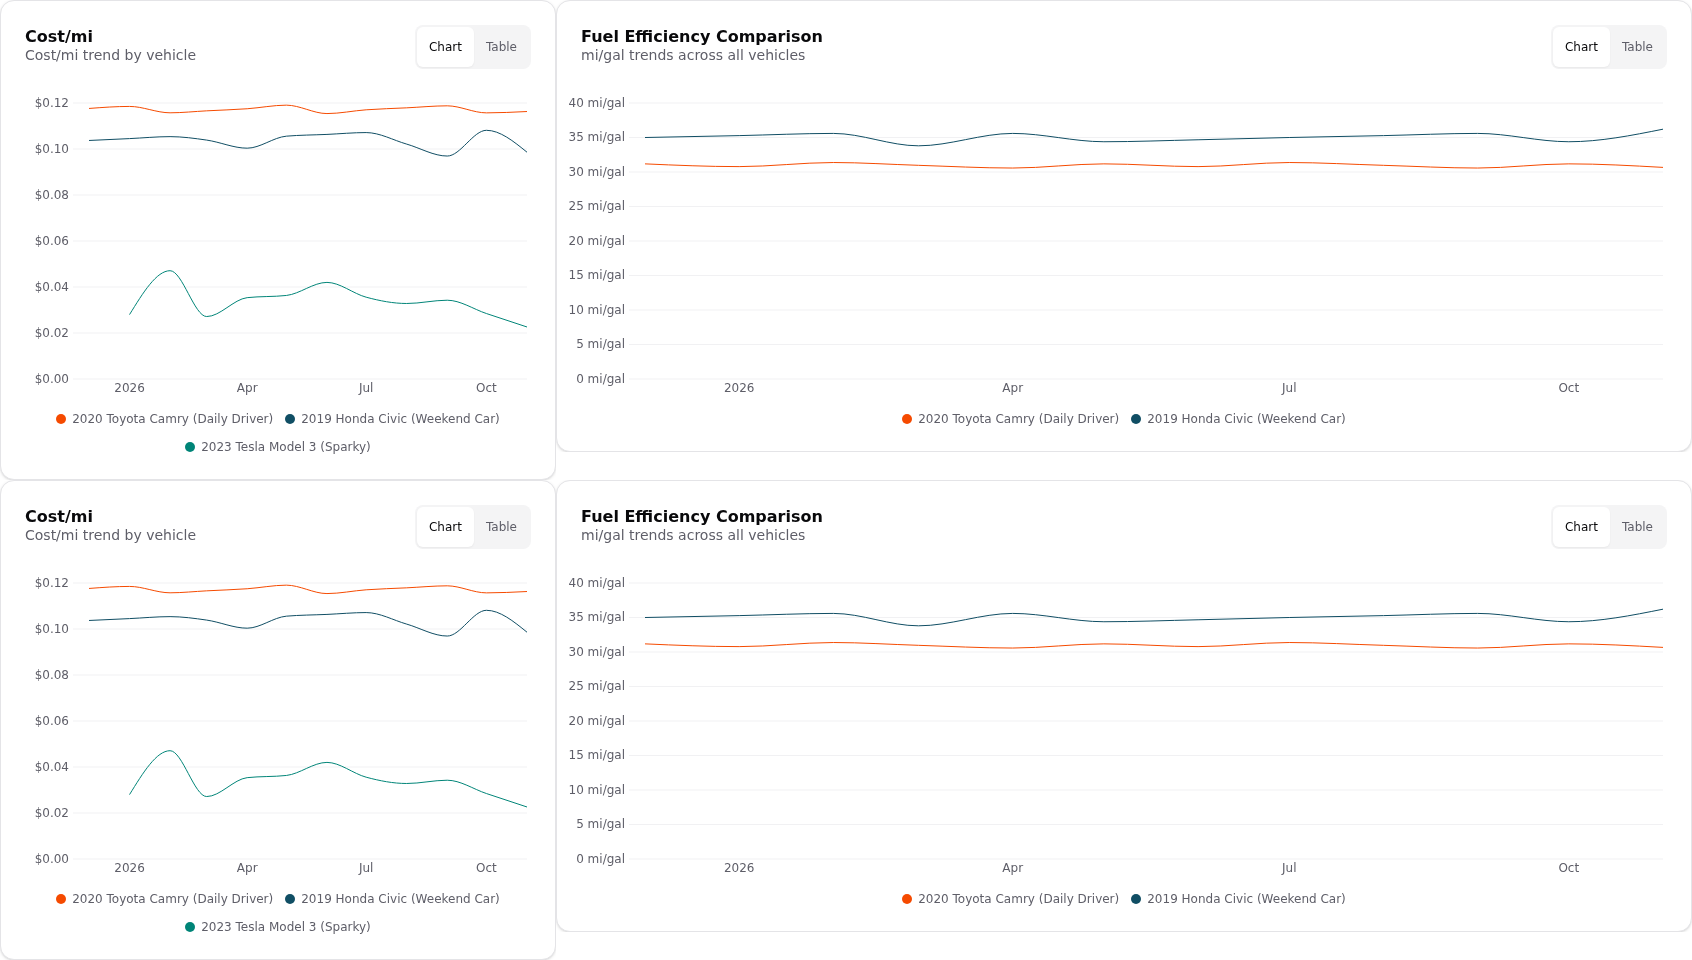 Cost/mi
Cost/mi trend by vehicle
Chart Table
$0.12
$0.10
$0.08
$0.06
$0.04
$0.02
$0.00
2026 Apr Jul Oct
2020 Toyota Camry (Daily Driver) 2019 Honda Civic (Weekend Car)
2023 Tesla Model 3 (Sparky)
Fuel Efficiency Comparison
mi/gal trends across all vehicles
Chart Table
40 mi/gal
35 mi/gal
30 mi/gal
25 mi/gal
20 mi/gal
15 mi/gal
10 mi/gal
5 mi/gal
0 mi/gal
2026 Apr Jul Oct
2020 Toyota Camry (Daily Driver) 2019 Honda Civic (Weekend Car)
Cost/mi
Cost/mi trend by vehicle
Chart Table
$0.12
$0.10
$0.08
$0.06
$0.04
$0.02
$0.00
2026 Apr Jul Oct
2020 Toyota Camry (Daily Driver) 2019 Honda Civic (Weekend Car)
2023 Tesla Model 3 (Sparky)
Fuel Efficiency Comparison
mi/gal trends across all vehicles
Chart Table
40 mi/gal
35 mi/gal
30 mi/gal
25 mi/gal
20 mi/gal
15 mi/gal
10 mi/gal
5 mi/gal
0 mi/gal
2026 Apr Jul Oct
2020 Toyota Camry (Daily Driver) 2019 Honda Civic (Weekend Car)